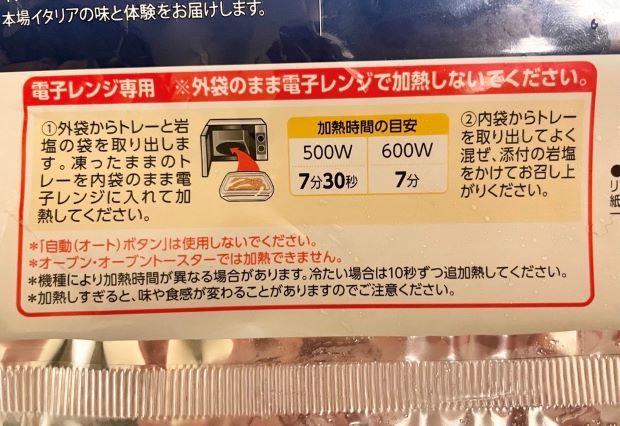 本場イタリアの味と体験をお届けします。
電子レンジ専用 ※外袋のまま電子レンジで加熱しないでください。
①外袋からトレーと岩
塩の袋を取り出しま
す。凍ったままのト
レーを内袋のまま電
子レンジに入れて加
熱してください。
加熱時間の目安
500W 600W
7分30秒 7分
②内袋からトレー
を取り出してよく
混ぜ、添付の岩塩
をかけてお召し上
がりください。
*「自動(オート)ボタン」は使用しないでください。
*オーブン・オーブントースターでは加熱できません。
*機種により加熱時間が異なる場合があります。冷たい場合は10秒ずつ追加熱してください。
*加熱しすぎると、味や食感が変わることがありますのでご注意ください。